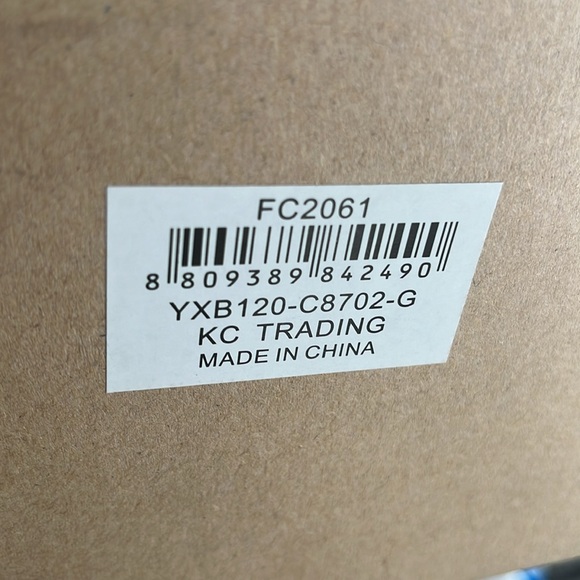 FC2061
8 809389 842490
YXB120-C8702-G
KC TRADING
MADE IN CHINA